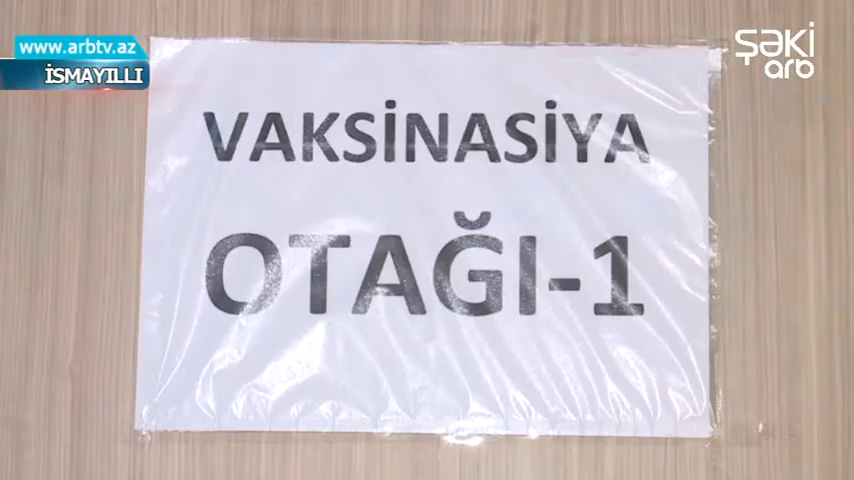 www.arbtv.az
İSMAYILLI
ŞƏKİ
arb
VAKSİNASİYA
OTAĞI-1